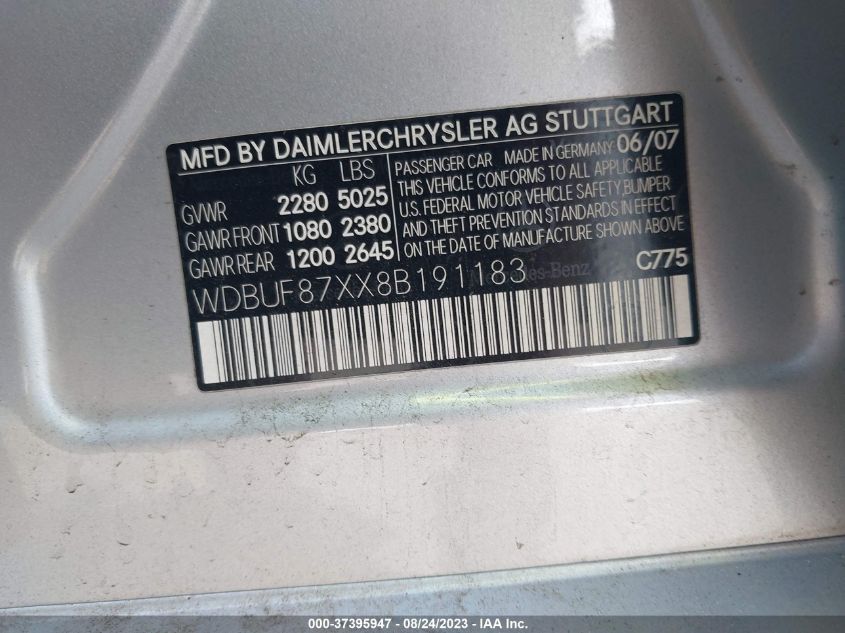 MFD BY DAIMLERCHRYSLER AG STUTTGART
KG LBS
GVWR 2280 5025
GAWR FRONT 1080 2380
GAWR REAR 1200 2645
PASSENGER CAR MADE IN GERMANY 06/07
THIS VEHICLE CONFORMS TO ALL APPLICABLE
U.S. FEDERAL MOTOR VEHICLE SAFETY, BUMPER
AND THEFT PREVENTION STANDARDS IN EFFECT
ON THE DATE OF MANUFACTURE SHOWN ABOVE
WDBUF87XX8B191183
C775
000-37395947 - 08/24/2023 - IAA Inc.